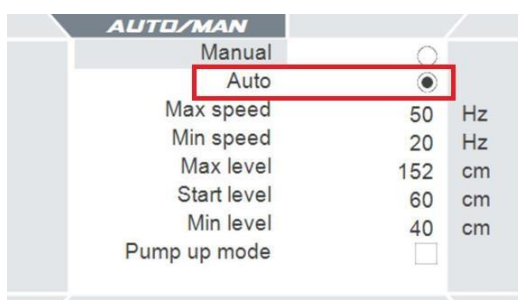 AUTO/MAN
Manual
Auto
Max speed 50 Hz
Min speed 20 Hz
Max level 152 cm
Start level 60 cm
Min level 40 cm
Pump up mode